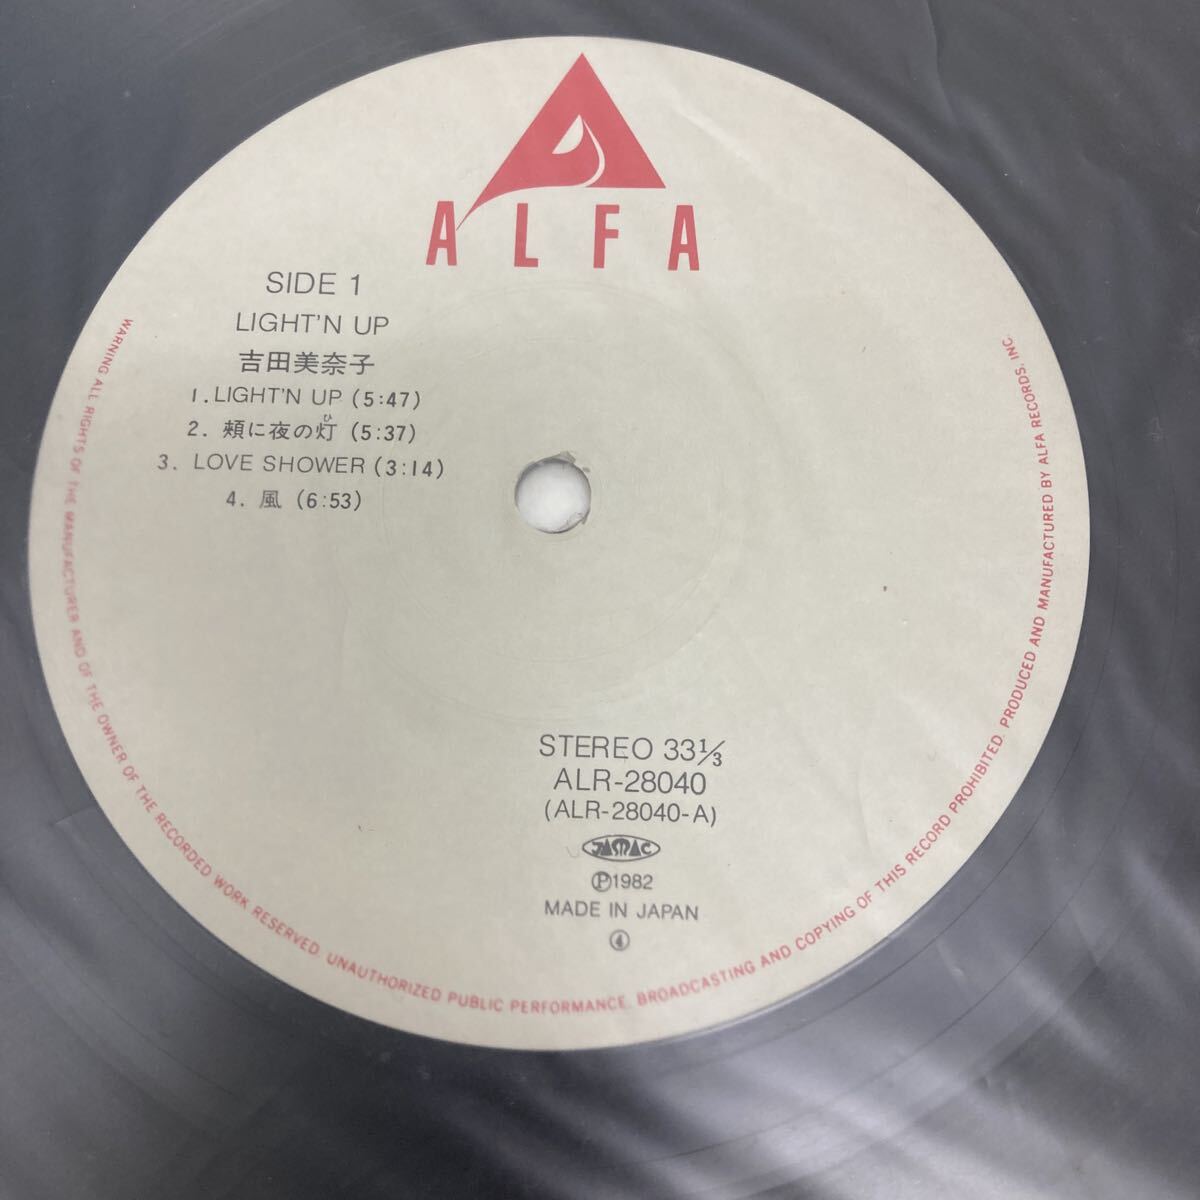 ALFA
SIDE 1
LIGHT'N UP
吉田美奈子
1. LIGHT'N UP (5:47)
2. 頬に夜の灯 (5:37)
ひ
3. LOVE SHOWER (3:14)
4. 風 (6:53)
STEREO 33⅓
ALR-28040
(ALR-28040-A)
JASRAC
Ⓟ1982
MADE IN JAPAN
④
WARNING ALL RIGHTS OF THE MANUFACTURER AND OF THE OWNER OF THE RECORDED WORK RESERVED. UNAUTHORIZED PUBLIC PERFORMANCE, BROADCASTING AND COPYING OF THIS RECORD PROHIBITED. PRODUCED AND MANUFACTURED BY ALFA RECORDS, INC.